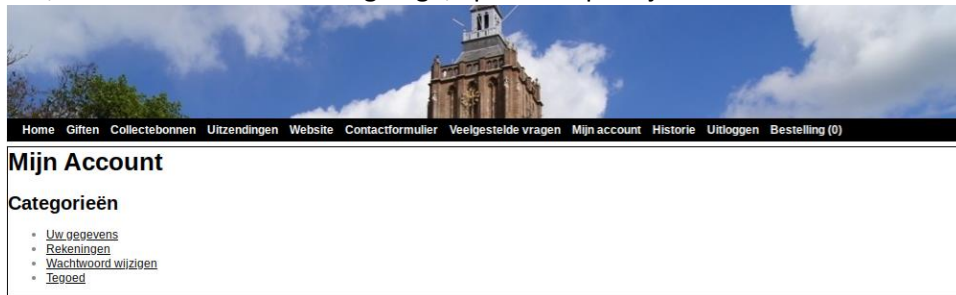 Home Giften Collectebonnen Uitzendingen Website Contactformulier Veelgestelde vragen Mijn account Historie Uitloggen Bestelling (0)
Mijn Account
Categorieën
Uw gegevens
Rekeningen
Wachtwoord wijzigen
Tegoed